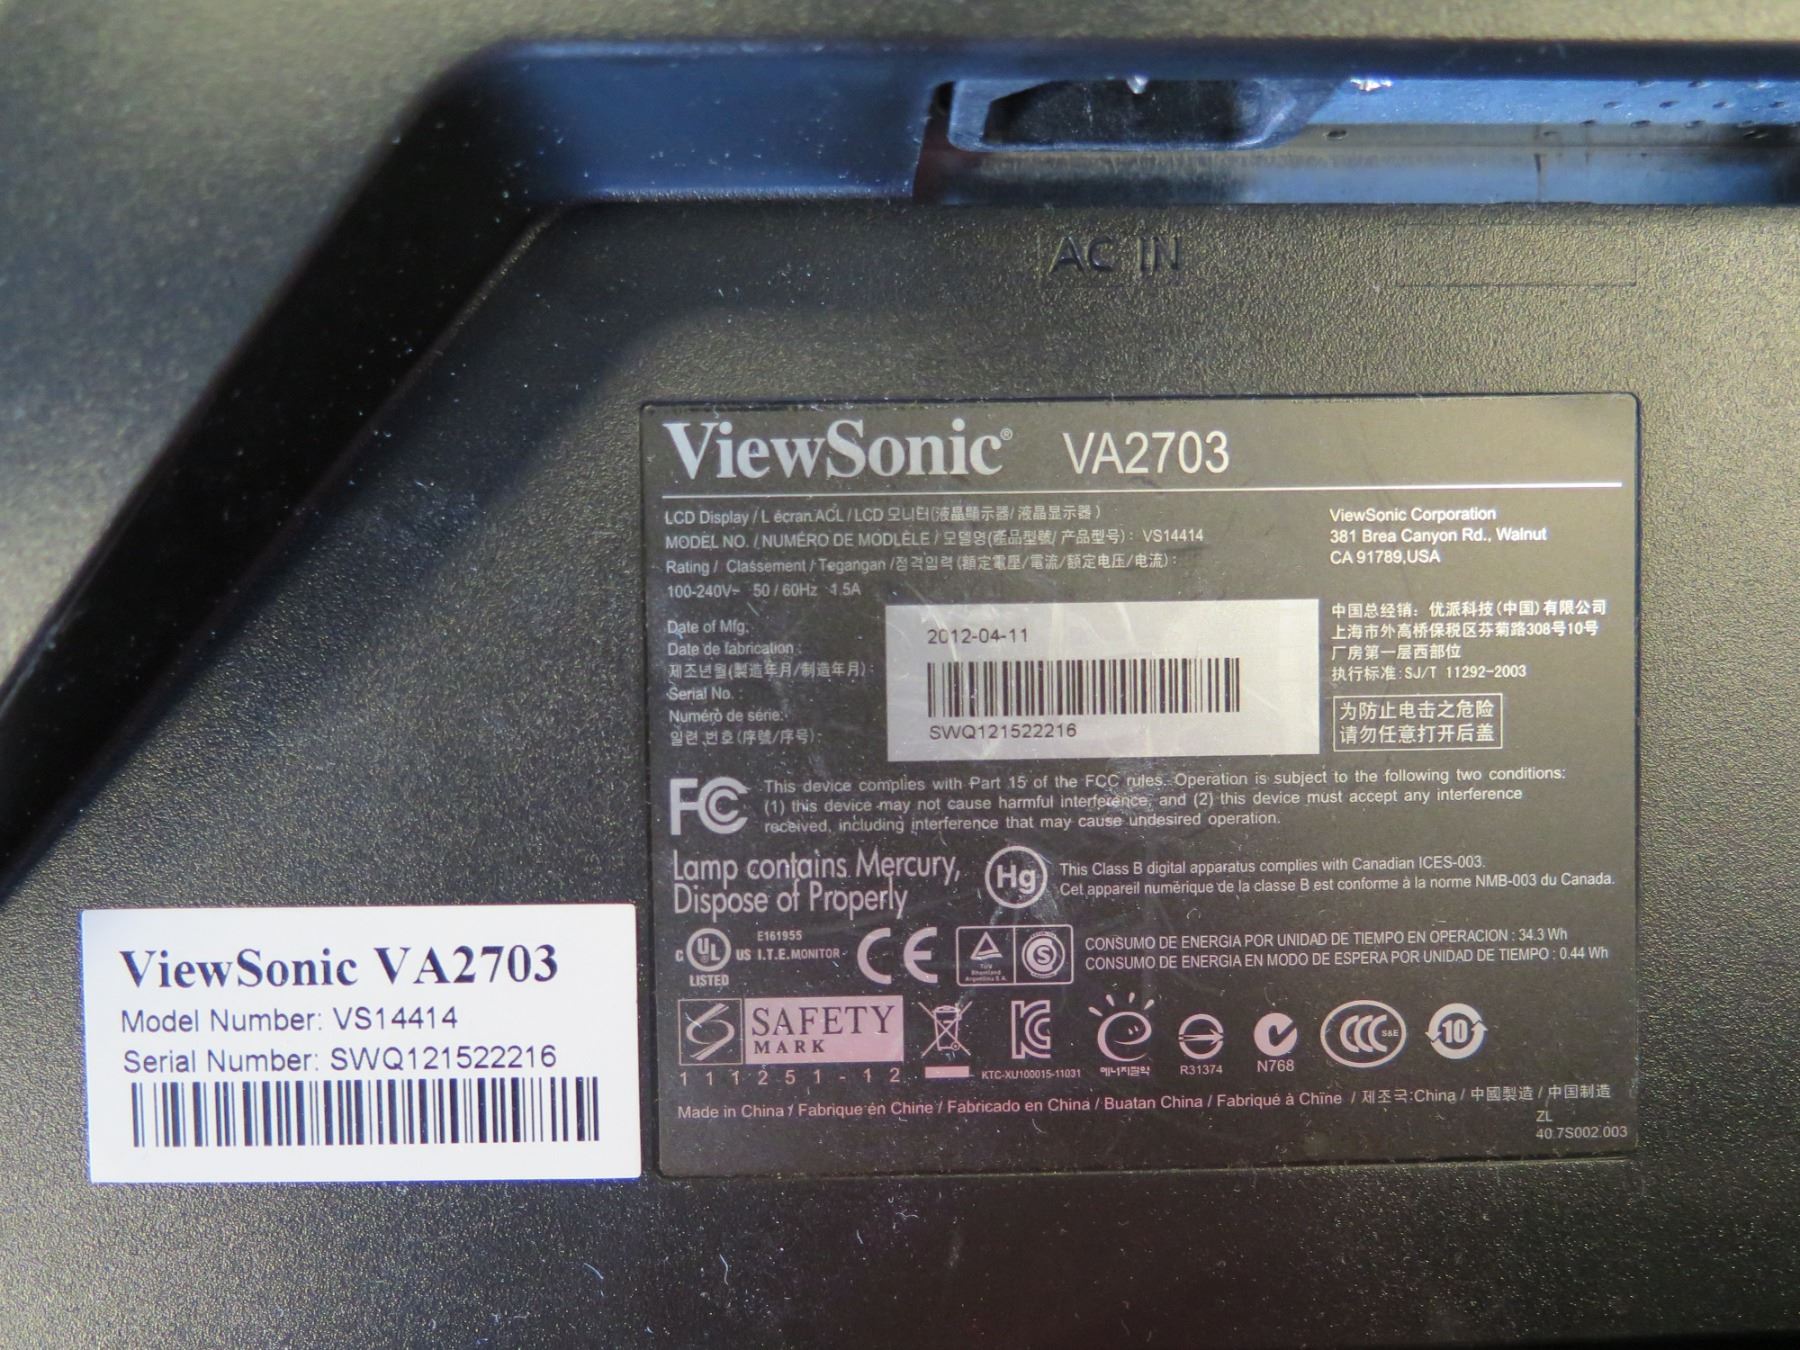 AC IN
ViewSonic® VA2703
LCD Display / L écran ACL / LCD 모니터(液晶顯示器/液晶显示器)
MODEL NO. / NUMÉRO DE MODLÈLE / 모델명(產品型號/ 产品型号): VS14414
Rating / Classement / Tegangan /정격입력(額定電壓/電流/额定电压/电流):
100-240V~ 50 / 60Hz 1.5A
ViewSonic Corporation
381 Brea Canyon Rd., Walnut
CA 91789,USA
Date of Mfg:
Date de fabrication :
제조년월(製造年月/制造年月):
Serial No. :
Numéro de série:
일련 번호(序號/序号):
2012-04-11
SWQ121522216
中国总经销: 优派科技(中国)有限公司
上海市外高桥保税区芬菊路308号10号
厂房第一层西部位
执行标准:SJ/T 11292-2003
为防止电击之危险
请勿任意打开后盖
FC This device complies with Part 15 of the FCC rules. Operation is subject to the following two conditions:
(1) this device may not cause harmful interference, and (2) this device must accept any interference
received, including interference that may cause undesired operation.
Lamp contains Mercury,
Dispose of Properly
Hg
This Class B digital apparatus complies with Canadian ICES-003.
Cet appareil numérique de la classe B est conforme à la norme NMB-003 du Canada.
C UL US LISTED
E161955
I.T.E.MONITOR
CE
TÜV
Rheinland
Argentina S.A.
S
CONSUMO DE ENERGIA POR UNIDAD DE TIEMPO EN OPERACION : 34.3 Wh
CONSUMO DE ENERGIA EN MODO DE ESPERA POR UNIDAD DE TIEMPO : 0.44 Wh
SAFETY
MARK
111251-12
KTC-XU100015-11031
에너지절약
R31374
N768
CCC S&E
10
Made in China / Fabrique én Chine / Fabricado en China / Buatan China / Fabriqué à Chine / 제조국:China / 中國製造 / 中国制造
ZL
40.7S002.003
ViewSonic VA2703
Model Number: VS14414
Serial Number: SWQ121522216